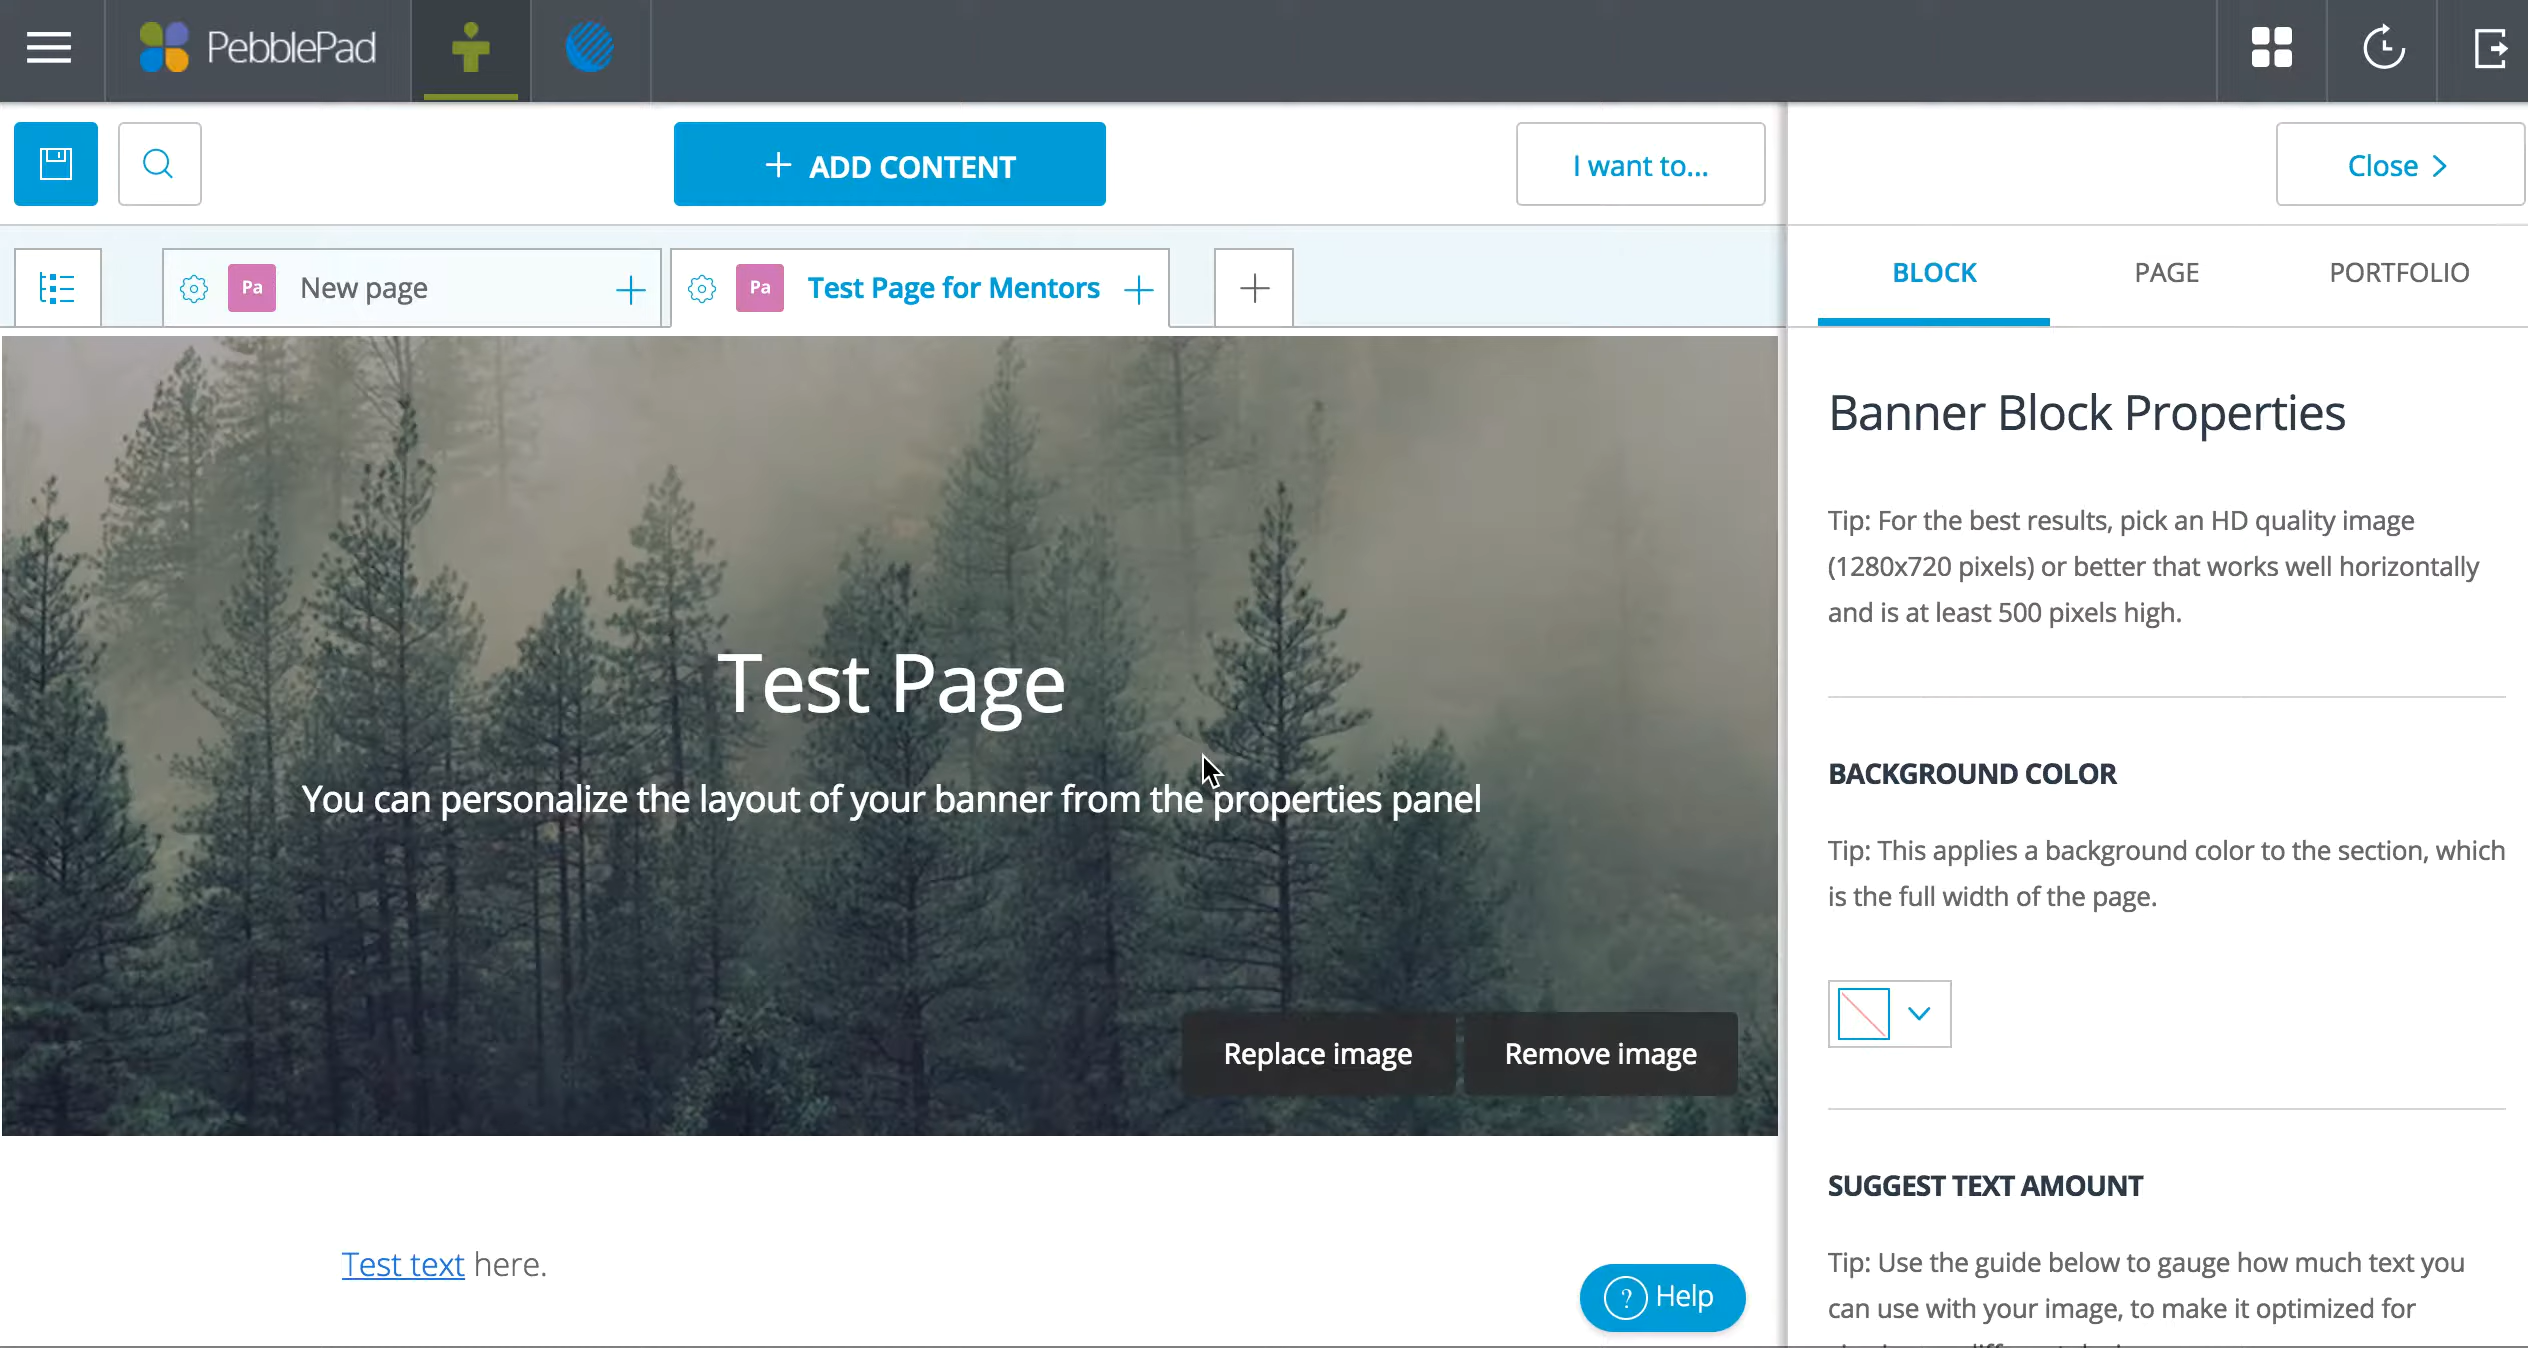 PebblePad
+ ADD CONTENT
I want to...
Close >
Pa New page +
Pa Test Page for Mentors +
+
BLOCK PAGE PORTFOLIO
Test Page
You can personalize the layout of your banner from the properties panel
Replace image
Remove image
Test text here.
? Help
Banner Block Properties
Tip: For the best results, pick an HD quality image
(1280x720 pixels) or better that works well horizontally
and is at least 500 pixels high.
BACKGROUND COLOR
Tip: This applies a background color to the section, which
is the full width of the page.
SUGGEST TEXT AMOUNT
Tip: Use the guide below to gauge how much text you
can use with your image, to make it optimized for